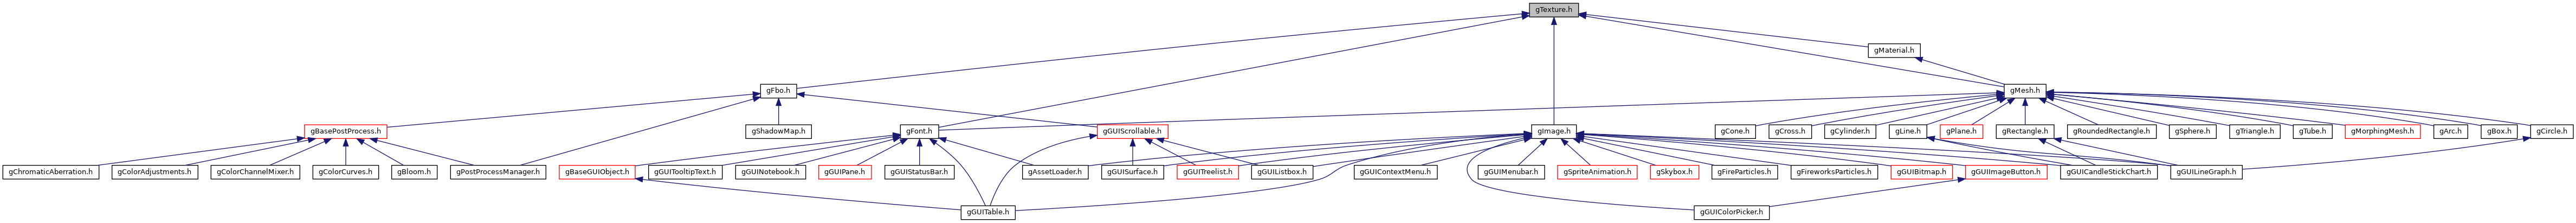 gTexture.h
gMaterial.h
gFbo.h
gMesh.h
gBasePostProcess.h
gShadowMap.h
gFont.h
gGUIScrollable.h
gImage.h
gCone.h
gCross.h
gCylinder.h
gLine.h
gPlane.h
gRectangle.h
gRoundedRectangle.h
gSphere.h
gTriangle.h
gTube.h
gMorphingMesh.h
gArc.h
gBox.h
gCircle.h
gChromaticAberration.h
gColorAdjustments.h
gColorChannelMixer.h
gColorCurves.h
gBloom.h
gPostProcessManager.h
gBaseGUIObject.h
gGUITooltipText.h
gGUINotebook.h
gGUIPane.h
gGUIStatusBar.h
gAssetLoader.h
gGUISurface.h
gGUITreelist.h
gGUIListbox.h
gGUIContextMenu.h
gGUIMenubar.h
gSpriteAnimation.h
gSkybox.h
gFireParticles.h
gFireworksParticles.h
gGUIBitmap.h
gGUIImageButton.h
gGUICandleStickChart.h
gGUILineGraph.h
gGUITable.h
gGUIColorPicker.h